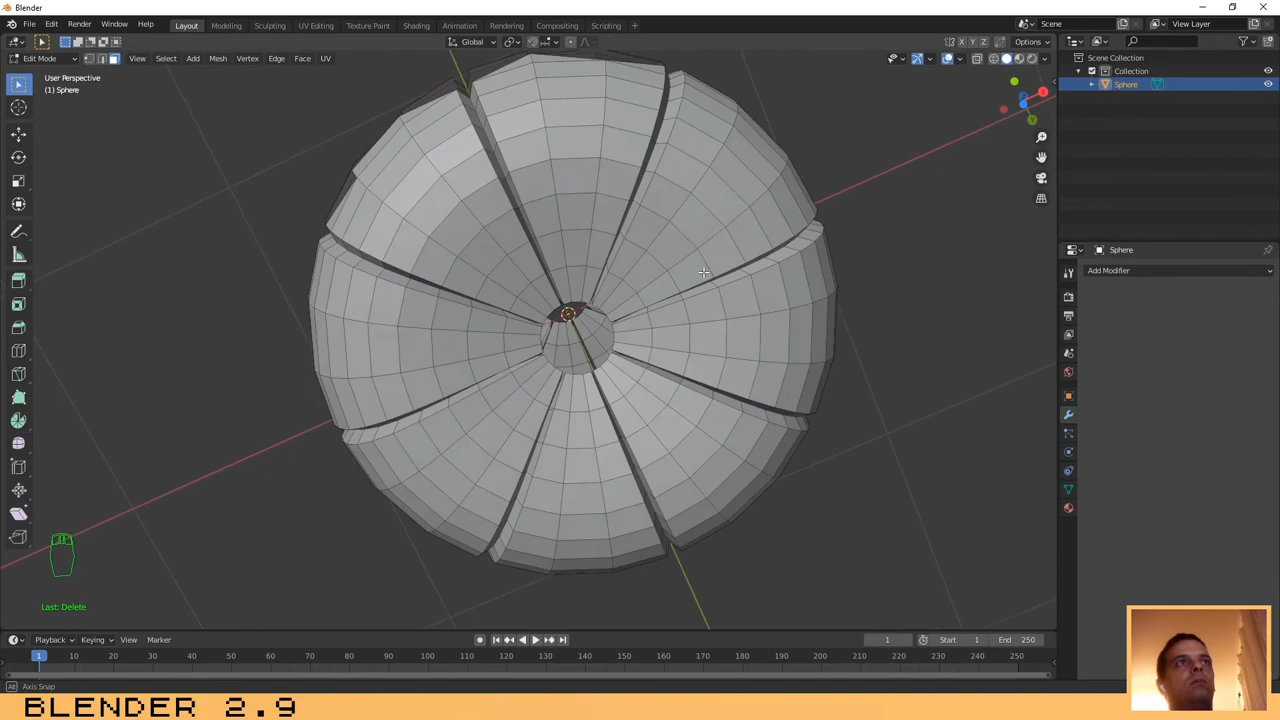 Blender
File Edit Render Window Help Layout Modeling Sculpting UV Editing Texture Paint Shading Animation Rendering Compositing Scripting + Scene View Layer
Global X Y Z Options
Edit Mode View Select Add Mesh Vertex Edge Face UV
User Perspective
(1) Sphere
Scene Collection
Collection
Sphere
Sphere
Add Modifier
Last: Delete
Playback Keying View Marker 1 Start 1 End 250
1 10 20 30 40 50 60 70 80 90 100 110 120 130 140 150 160 170 180 190 200 210 220 230 240 250
Alt Axis Snap
BLENDER 2.9